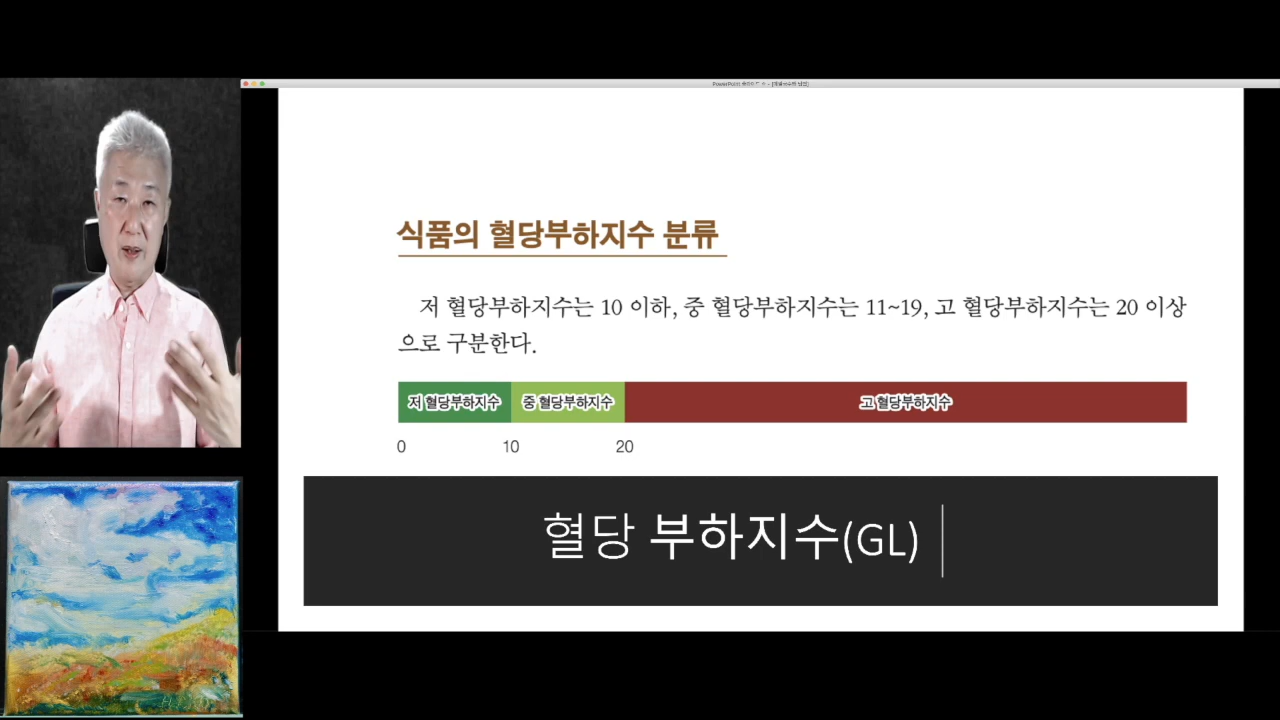 식품의 혈당부하지수 분류
저 혈당부하지수는 10 이하, 중 혈당부하지수는 11~19, 고 혈당부하지수는 20 이상
으로 구분한다.
저 혈당부하지수 중 혈당부하지수 고 혈당부하지수
0 10 20
혈당 부하지수(GL)